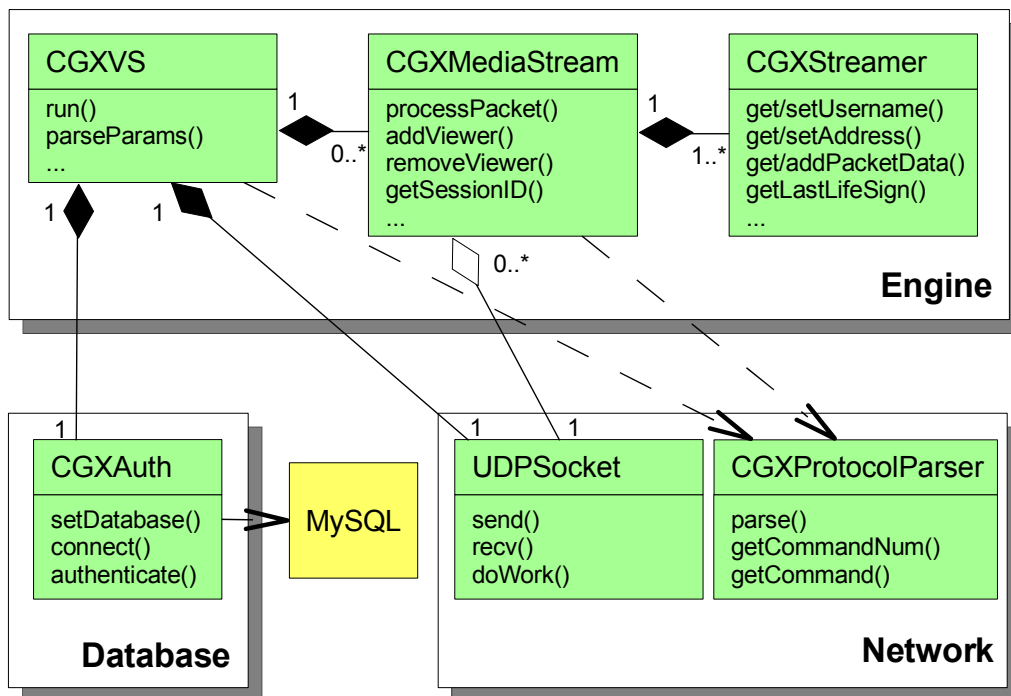 CGXVS
run()
parseParams()
...
1
0..*
CGXMediaStream
processPacket()
addViewer()
removeViewer()
getSessionID()
...
1
1..*
CGXStreamer
get/setUsername()
get/setAddress()
get/addPacketData()
getLastLifeSign()
...
1
1
0..*
Engine
1
CGXAuth
setDatabase()
connect()
authenticate()
Database
MySQL
1
1
UDPSocket
send()
recv()
doWork()
CGXProtocolParser
parse()
getCommandNum()
getCommand()
Network